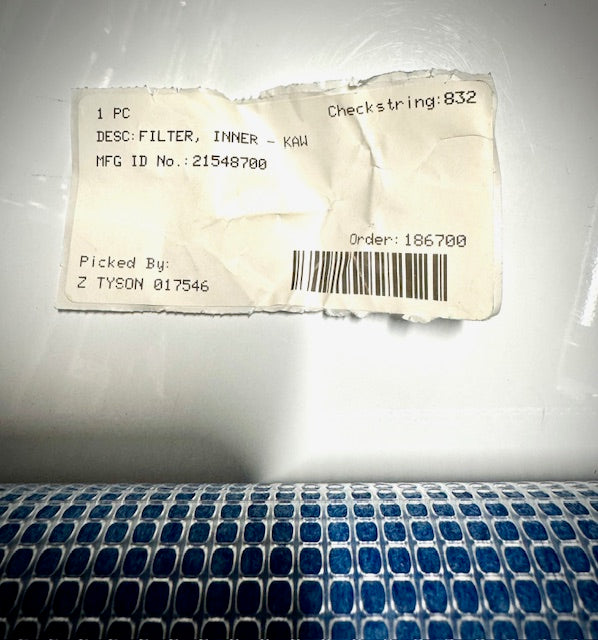 1 PC
Checkstring:832
DESC:FILTER, INNER - KAW
MFG ID No.:21548700
Order:186700
Picked By:
Z TYSON 017546